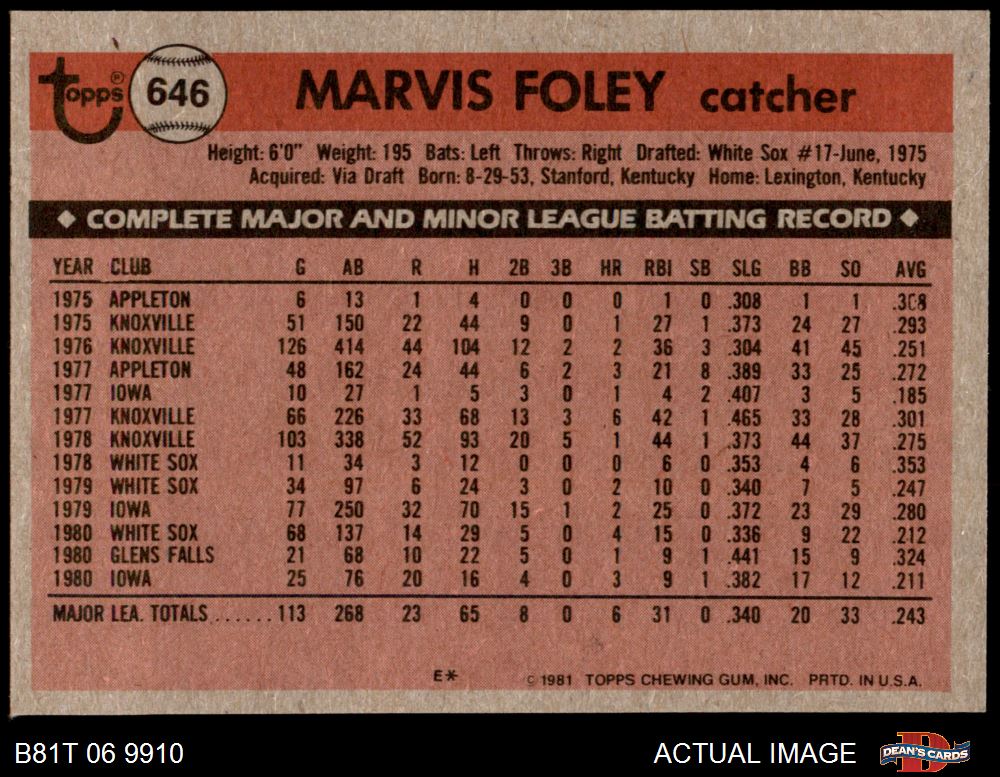 topps® 646 MARVIS FOLEY catcher
Height: 6'0" Weight: 195 Bats: Left Throws: Right Drafted: White Sox #17-June, 1975
Acquired: Via Draft Born: 8-29-53, Stanford, Kentucky Home: Lexington, Kentucky
◆ COMPLETE MAJOR AND MINOR LEAGUE BATTING RECORD ◆
YEAR CLUB G AB R H 2B 3B HR RBI SB SLG BB SO AVG
1975 APPLETON 6 13 1 4 0 0 0 1 0 .308 1 1 .308
1975 KNOXVILLE 51 150 22 44 9 0 1 27 1 .373 24 27 .293
1976 KNOXVILLE 126 414 44 104 12 2 2 36 3 .304 41 45 .251
1977 APPLETON 48 162 24 44 6 2 3 21 8 .389 33 25 .272
1977 IOWA 10 27 1 5 3 0 1 4 2 .407 3 5 .185
1977 KNOXVILLE 66 226 33 68 13 3 6 42 1 .465 33 28 .301
1978 KNOXVILLE 103 338 52 93 20 5 1 44 1 .373 44 37 .275
1978 WHITE SOX 11 34 3 12 0 0 0 6 0 .353 4 6 .353
1979 WHITE SOX 34 97 6 24 3 0 2 10 0 .340 7 5 .247
1979 IOWA 77 250 32 70 15 1 2 25 0 .372 23 29 .280
1980 WHITE SOX 68 137 14 29 5 0 4 15 0 .336 9 22 .212
1980 GLENS FALLS 21 68 10 22 5 0 1 9 1 .441 15 9 .324
1980 IOWA 25 76 20 16 4 0 3 9 1 .382 17 12 .211
MAJOR LEA. TOTALS ...... 113 268 23 65 8 0 6 31 0 .340 20 33 .243
E* © 1981 TOPPS CHEWING GUM, INC. PRTD. IN U.S.A.
B81T 06 9910 ACTUAL IMAGE DEAN'S CARDS